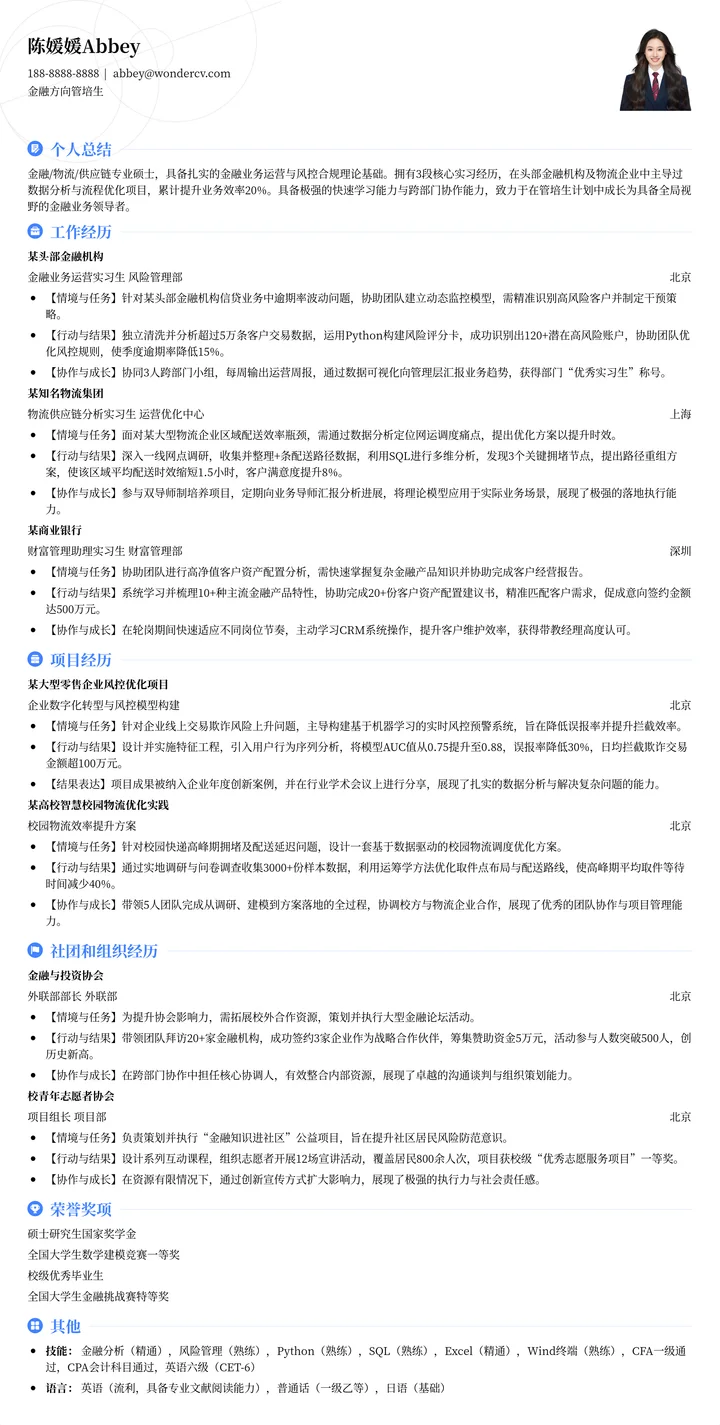 陈媛媛Abbey
188-8888-8888 | abbey@wondercv.com
金融方向管培生
个人总结
金融/物流/供应链专业硕士，具备扎实的金融业务运营与风控合规理论基础。拥有3段核心实习经历，在头部金融机构及物流企业中主导过
数据分析与流程优化项目，累计提升业务效率20%。具备极强的快速学习能力与跨部门协作能力，致力于在管培生计划中成长为具备全局视
野的金融业务领导者。
工作经历
某头部金融机构
金融业务运营实习生 风险管理部 北京
• 【情境与任务】针对某头部金融机构信贷业务中逾期率波动问题，协助团队建立动态监控模型，需精准识别高风险客户并制定干预策
略。
• 【行动与结果】独立清洗并分析超过5万条客户交易数据，运用Python构建风险评分卡，成功识别出120+潜在高风险账户，协助团队优
化风控规则，使季度逾期率降低15%。
• 【协作与成长】协同3人跨部门小组，每周输出运营周报，通过数据可视化向管理层汇报业务趋势，获得部门“优秀实习生”称号。
某知名物流集团
物流供应链分析实习生 运营优化中心 上海
• 【情境与任务】面对某大型物流企业区域配送效率瓶颈，需通过数据分析定位网运调度痛点，提出优化方案以提升时效。
• 【行动与结果】深入一线网点调研，收集并整理+条配送路径数据，利用SQL进行多维分析，发现3个关键拥堵节点，提出路径重组方
案，使该区域平均配送时效缩短1.5小时，客户满意度提升8%。
• 【协作与成长】参与双导师制培养项目，定期向业务导师汇报分析进展，将理论模型应用于实际业务场景，展现了极强的落地执行能
力。
某商业银行
财富管理助理实习生 财富管理部 深圳
• 【情境与任务】协助团队进行高净值客户资产配置分析，需快速掌握复杂金融产品知识并协助完成客户经营报告。
• 【行动与结果】系统学习并梳理10+种主流金融产品特性，协助完成20+份客户资产配置建议书，精准匹配客户需求，促成意向签约金额
达500万元。
• 【协作与成长】在轮岗期间快速适应不同岗位节奏，主动学习CRM系统操作，提升客户维护效率，获得带教经理高度认可。
项目经历
某大型零售企业风控优化项目
企业数字化转型与风控模型构建 北京
• 【情境与任务】针对企业线上交易欺诈风险上升问题，主导构建基于机器学习的实时风控预警系统，旨在降低误报率并提升拦截效率。
• 【行动与结果】设计并实施特征工程，引入用户行为序列分析，将模型AUC值从0.75提升至0.88，误报率降低30%，日均拦截欺诈交易
金额超100万元。
• 【结果表达】项目成果被纳入企业年度创新案例，并在行业学术会议上进行分享，展现了扎实的数据分析与解决复杂问题的能力。
某高校智慧校园物流优化实践
校园物流效率提升方案 北京
• 【情境与任务】针对校园快递高峰期拥堵及配送延迟问题，设计一套基于数据驱动的校园物流调度优化方案。
• 【行动与结果】通过实地调研与问卷调查收集3000+份样本数据，利用运筹学方法优化取件点布局与配送路线，使高峰期平均取件等待
时间减少40%。
• 【协作与成长】带领5人团队完成从调研、建模到方案落地的全过程，协调校方与物流企业合作，展现了优秀的团队协作与项目管理能
力。
社团和组织经历
金融与投资协会
外联部部长 外联部 北京
• 【情境与任务】为提升协会影响力，需拓展校外合作资源，策划并执行大型金融论坛活动。
• 【行动与结果】带领团队拜访20+家金融机构，成功签约3家企业作为战略合作伙伴，筹集赞助资金5万元，活动参与人数突破500人，创
历史新高。
• 【协作与成长】在跨部门协作中担任核心协调人，有效整合内部资源，展现了卓越的沟通谈判与组织策划能力。
校青年志愿者协会
项目组长 项目部 北京
• 【情境与任务】负责策划并执行“金融知识进社区”公益项目，旨在提升社区居民风险防范意识。
• 【行动与结果】设计系列互动课程，组织志愿者开展12场宣讲活动，覆盖居民800余人次，项目获校级“优秀志愿服务项目”一等奖。
• 【协作与成长】在资源有限情况下，通过创新宣传方式扩大影响力，展现了极强的执行力与社会责任感。
荣誉奖项
硕士研究生国家奖学金
全国大学生数学建模竞赛一等奖
校级优秀毕业生
全国大学生金融挑战赛特等奖
其他
• 技能： 金融分析（精通），风险管理（熟练），Python（熟练），SQL（熟练），Excel（精通），Wind终端（熟练），CFA一级通
过，CPA会计科目通过，英语六级（CET-6）
• 语言： 英语（流利，具备专业文献阅读能力），普通话（一级乙等），日语（基础）